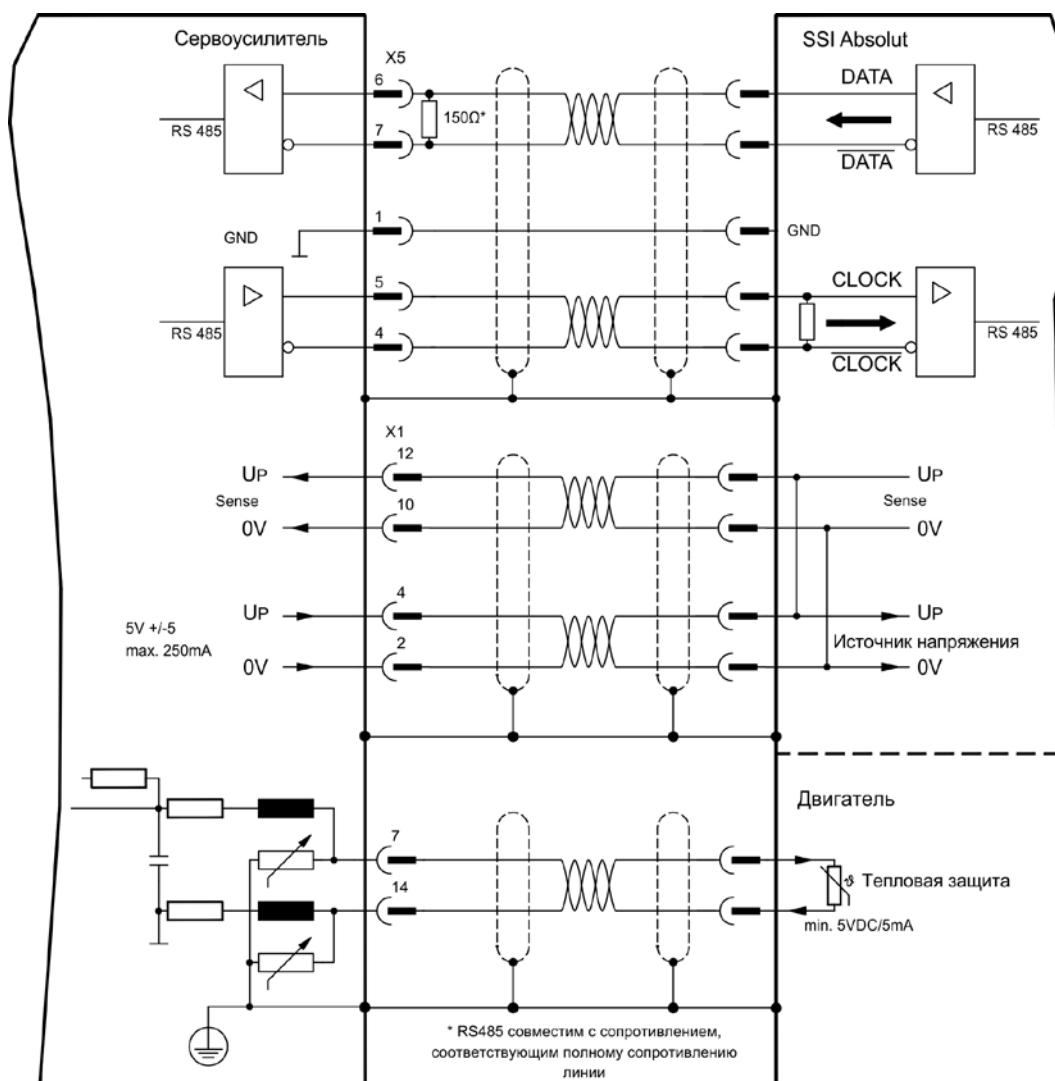 Сервоусилитель
SSI Absolut
X5
6
DATA
150Ω*
RS 485
RS 485
7
DATA
1
GND
GND
5
CLOCK
RS 485
RS 485
4
CLOCK
X1
12
UP
UP
Sense
Sense
10
0V
0V
4
UP
UP
5V +/-5
max. 250mA
Источник напряжения
2
0V
0V
Двигатель
7
ϑ Тепловая защита
14
min. 5VDC/5mA
* RS485 совместим с сопротивлением,
соответствующим полному сопротивлению
линии